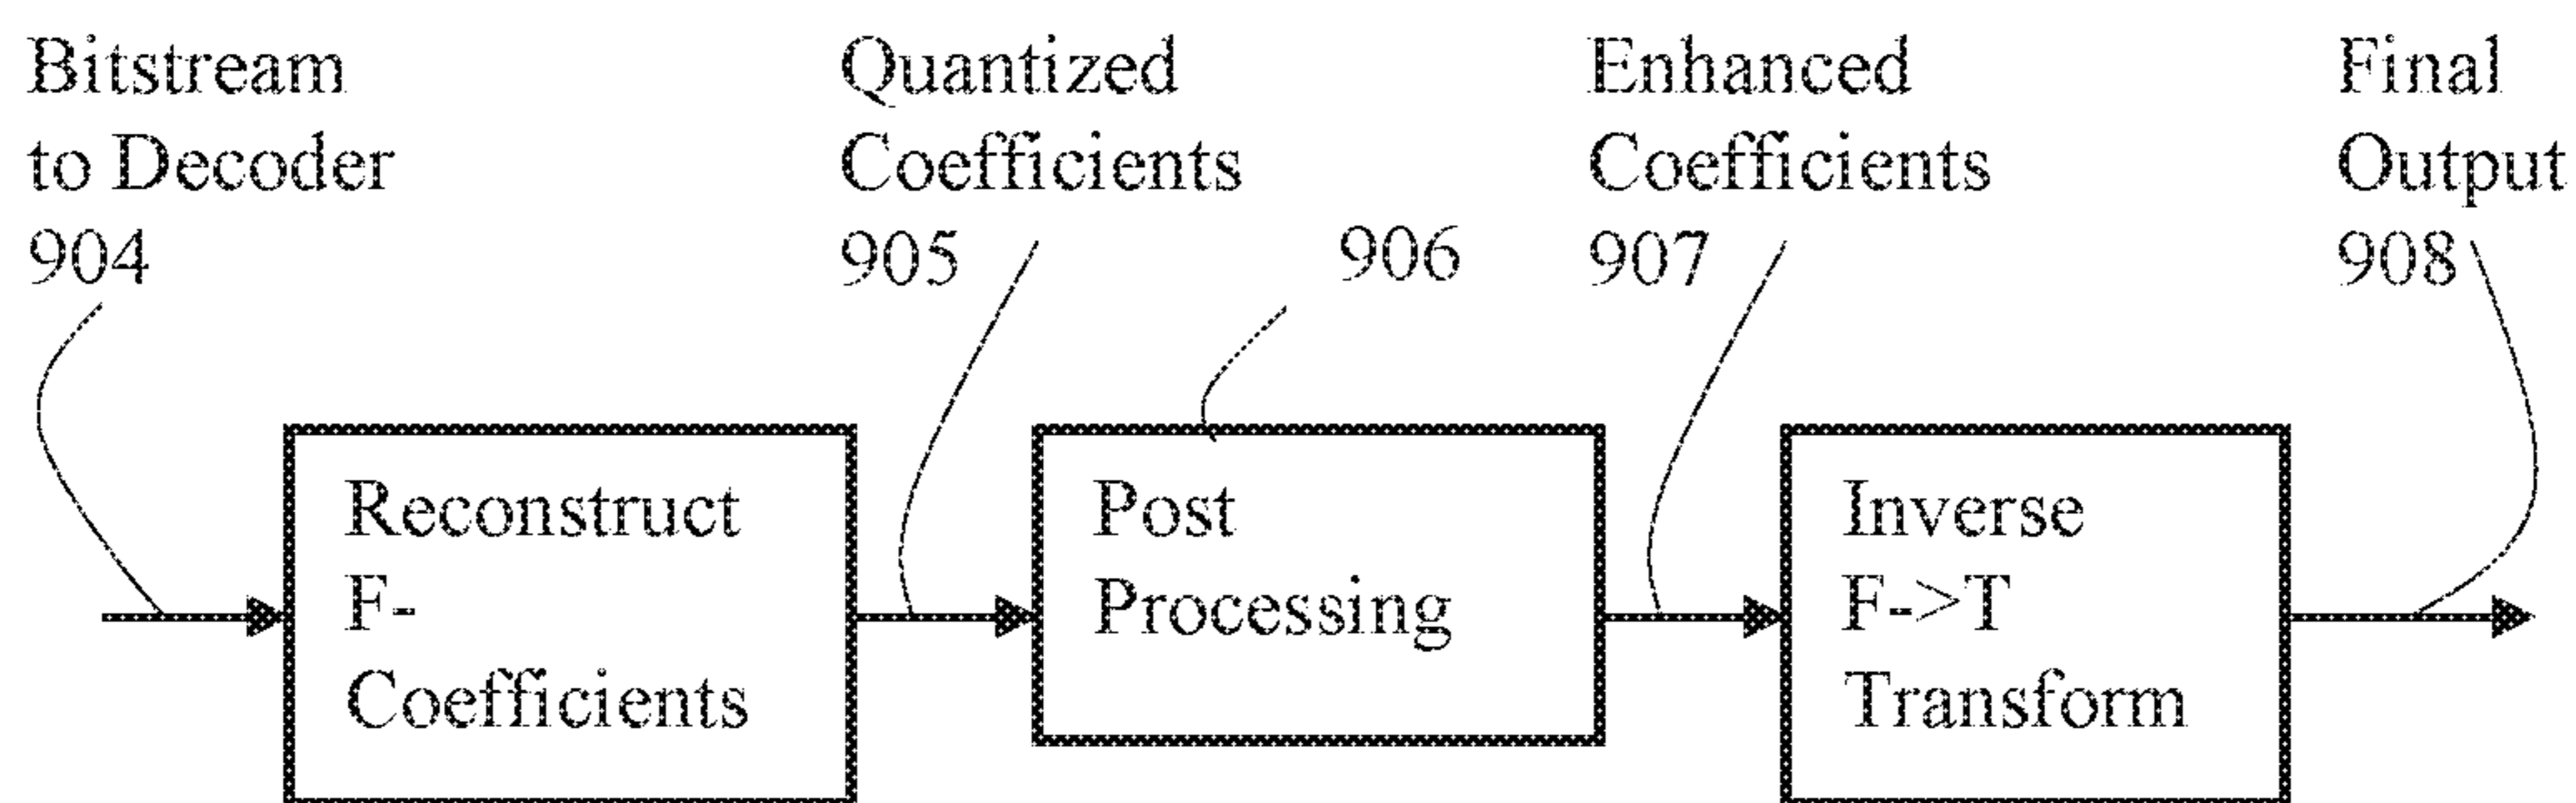 Bitstream
to Decoder
904
Quantized
Coefficients
905
906
Enhanced
Coefficients
907
Final
Output
908
Reconstruct
F-
Coefficients
Post
Processing
Inverse
F->T
Transform